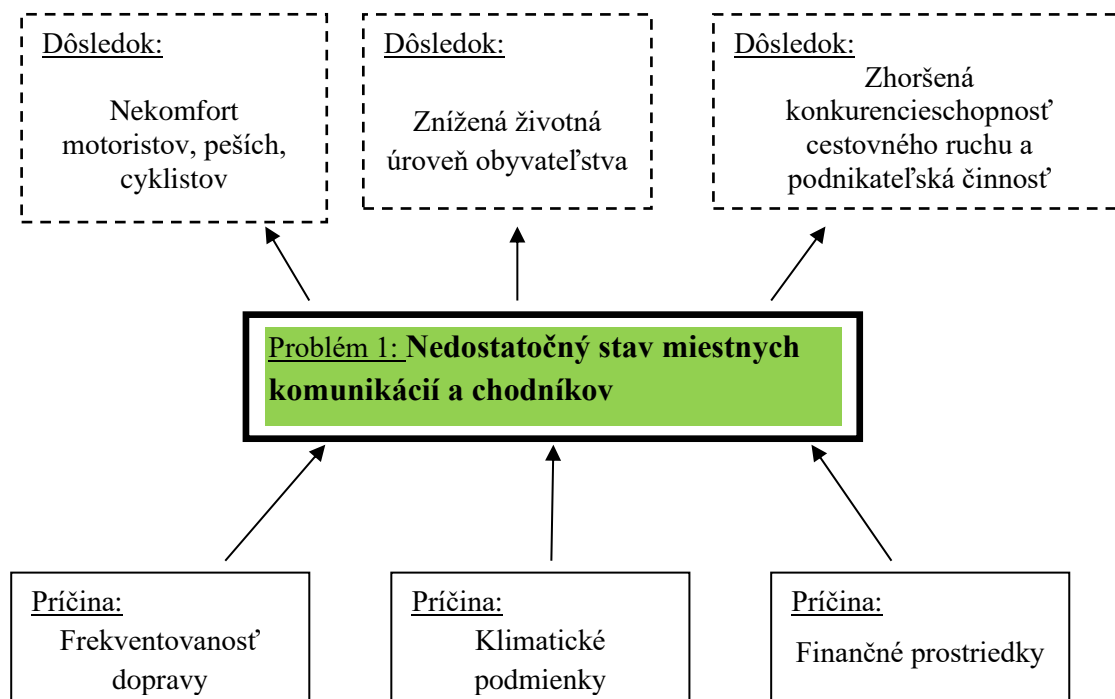 Dôsledok:
Nekomfort
motoristov, peších,
cyklistov
Dôsledok:
Znížená životná
úroveň obyvateľstva
Dôsledok:
Zhoršená
konkurencieschopnosť
cestovného ruchu a
podnikateľská činnosť
Problém 1: Nedostatočný stav miestnych
komunikácií a chodníkov
Príčina:
Frekventovanosť
dopravy
Príčina:
Klimatické
podmienky
Príčina:
Finančné prostriedky